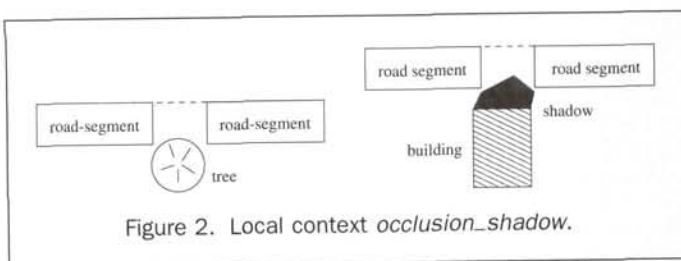 road segment road segment
road-segment road-segment
shadow
building
tree
Figure 2. Local context occlusion_shadow.